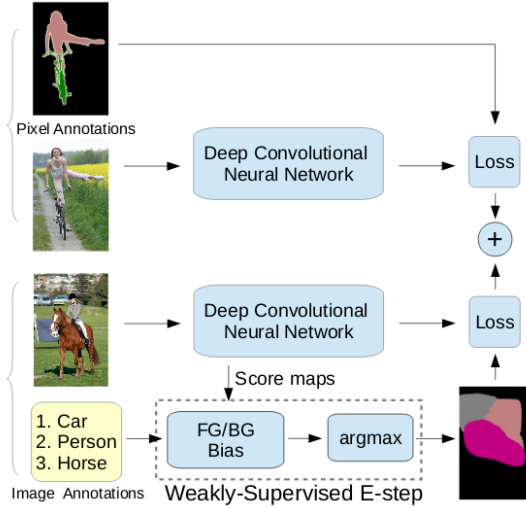 Pixel Annotations
Deep Convolutional
Neural Network
Loss
+
Deep Convolutional
Neural Network
Loss
Score maps
1. Car
2. Person
3. Horse
FG/BG
Bias
argmax
Image Annotations
Weakly-Supervised E-step